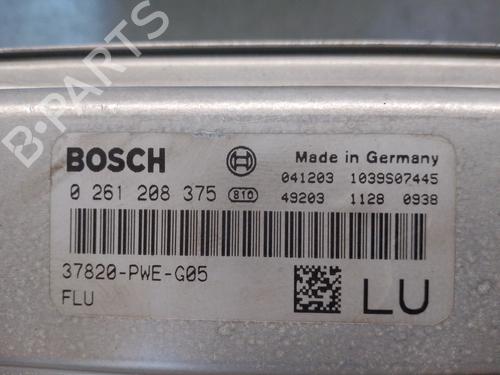 B-PARTS
BOSCH
Made in Germany
0 261 208 375 810
041203 1039S07445
49203 1128 0938
37820-PWE-G05
FLU
LU